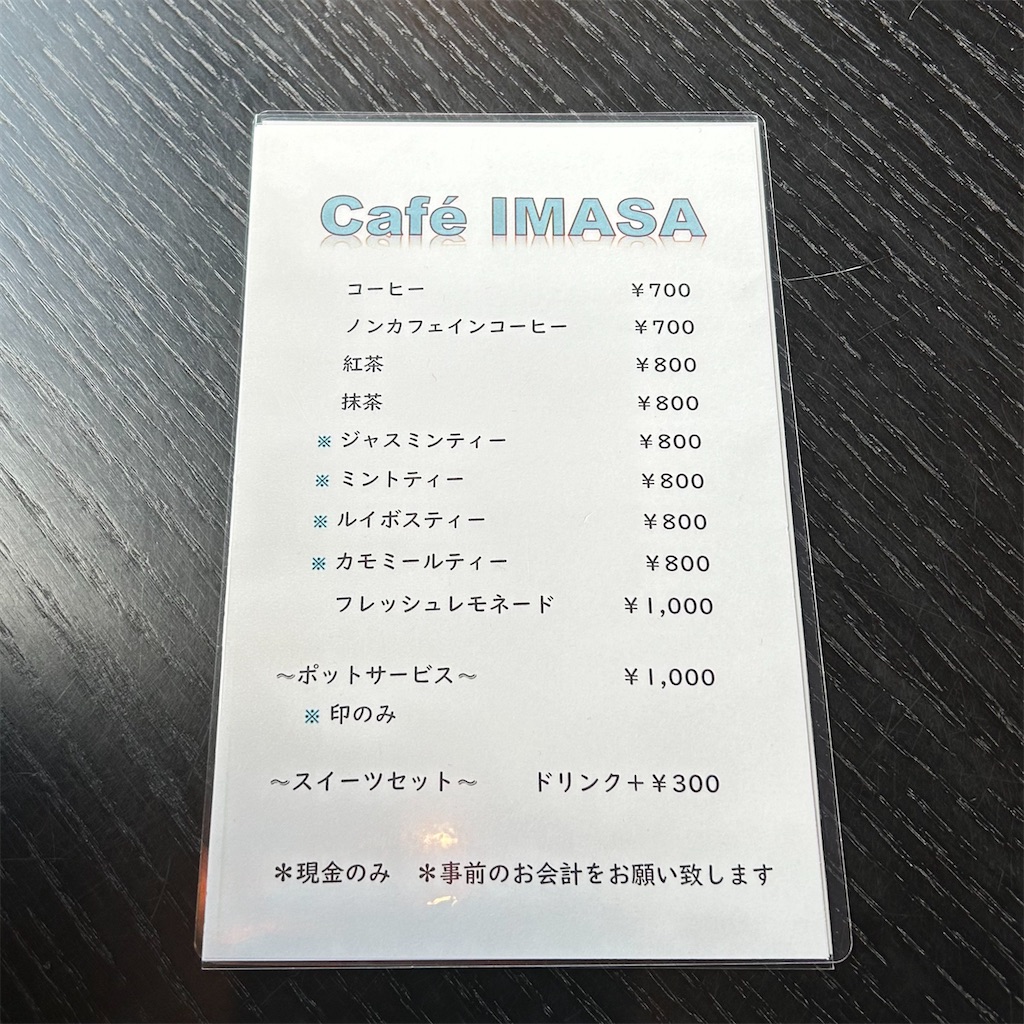 Café IMASA
コーヒー ¥700
ノンカフェインコーヒー ¥700
紅茶 ¥800
抹茶 ¥800
※ ジャスミンティー ¥800
※ ミントティー ¥800
※ ルイボスティー ¥800
※ カモミールティー ¥800
フレッシュレモネード ¥1,000
～ポットサービス～ ¥1,000
※ 印のみ
～スイーツセット～ ドリンク＋¥300
＊現金のみ ＊事前のお会計をお願い致します